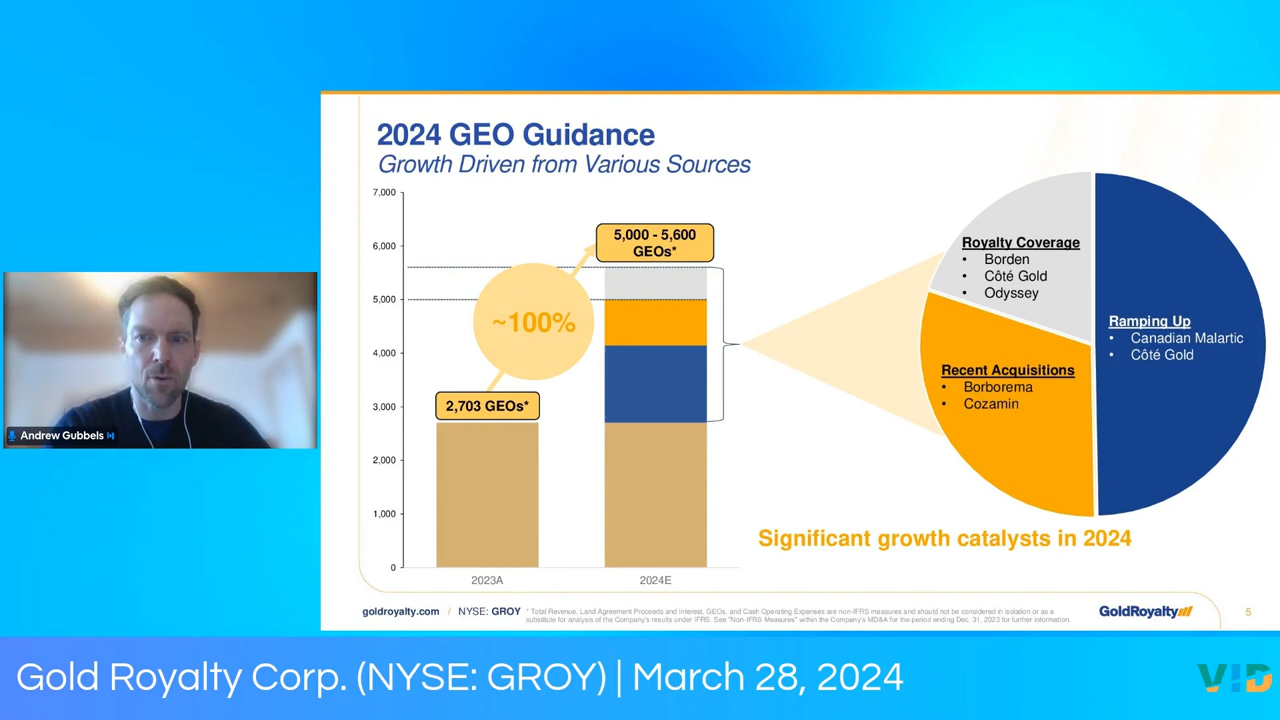 2024 GEO Guidance
Growth Driven from Various Sources
7,000
6,000
5,000
4,000
3,000
2,000
1,000
0
2,703 GEOs*
~100%
5,000 - 5,600
GEOs*
2023A
2024E
Royalty Coverage
• Borden
• Côté Gold
• Odyssey
Ramping Up
• Canadian Malartic
• Côté Gold
Recent Acquisitions
• Borborema
• Cozamin
Significant growth catalysts in 2024
goldroyalty.com / NYSE: GROY
* Total Revenue, Land Agreement Proceeds and Interest, GEOs, and Cash Operating Expenses are non-IFRS measures and should not be considered in isolation or as a
substitute for analysis of the Company's results under IFRS. See "Non-IFRS Measures" within the Company's MD&A for the period ending Dec. 31, 2023 for further information.
GoldRoyalty
5
Andrew Gubbels
Gold Royalty Corp. (NYSE: GROY) | March 28, 2024
VID